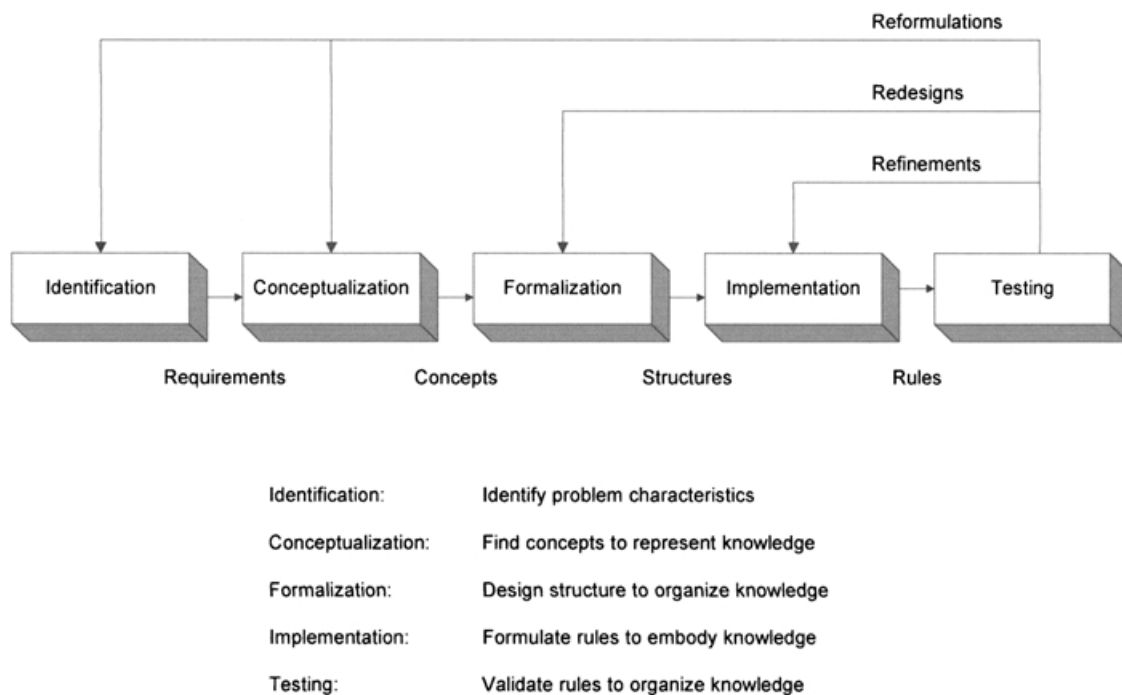 Reformulations
Redesigns
Refinements
Identification
Conceptualization
Formalization
Implementation
Testing
Requirements
Concepts
Structures
Rules
Identification: Identify problem characteristics
Conceptualization: Find concepts to represent knowledge
Formalization: Design structure to organize knowledge
Implementation: Formulate rules to embody knowledge
Testing: Validate rules to organize knowledge